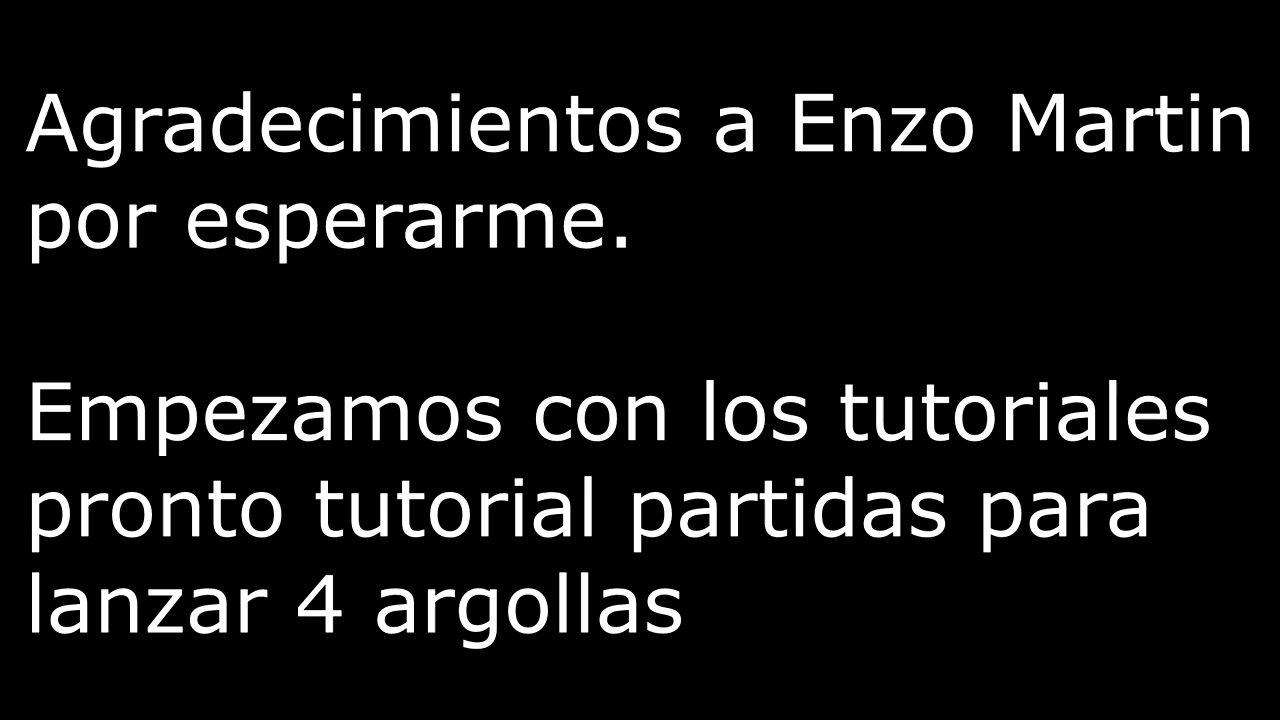 Agradecimientos a Enzo Martin
por esperarme.
Empezamos con los tutoriales
pronto tutorial partidas para
lanzar 4 argollas